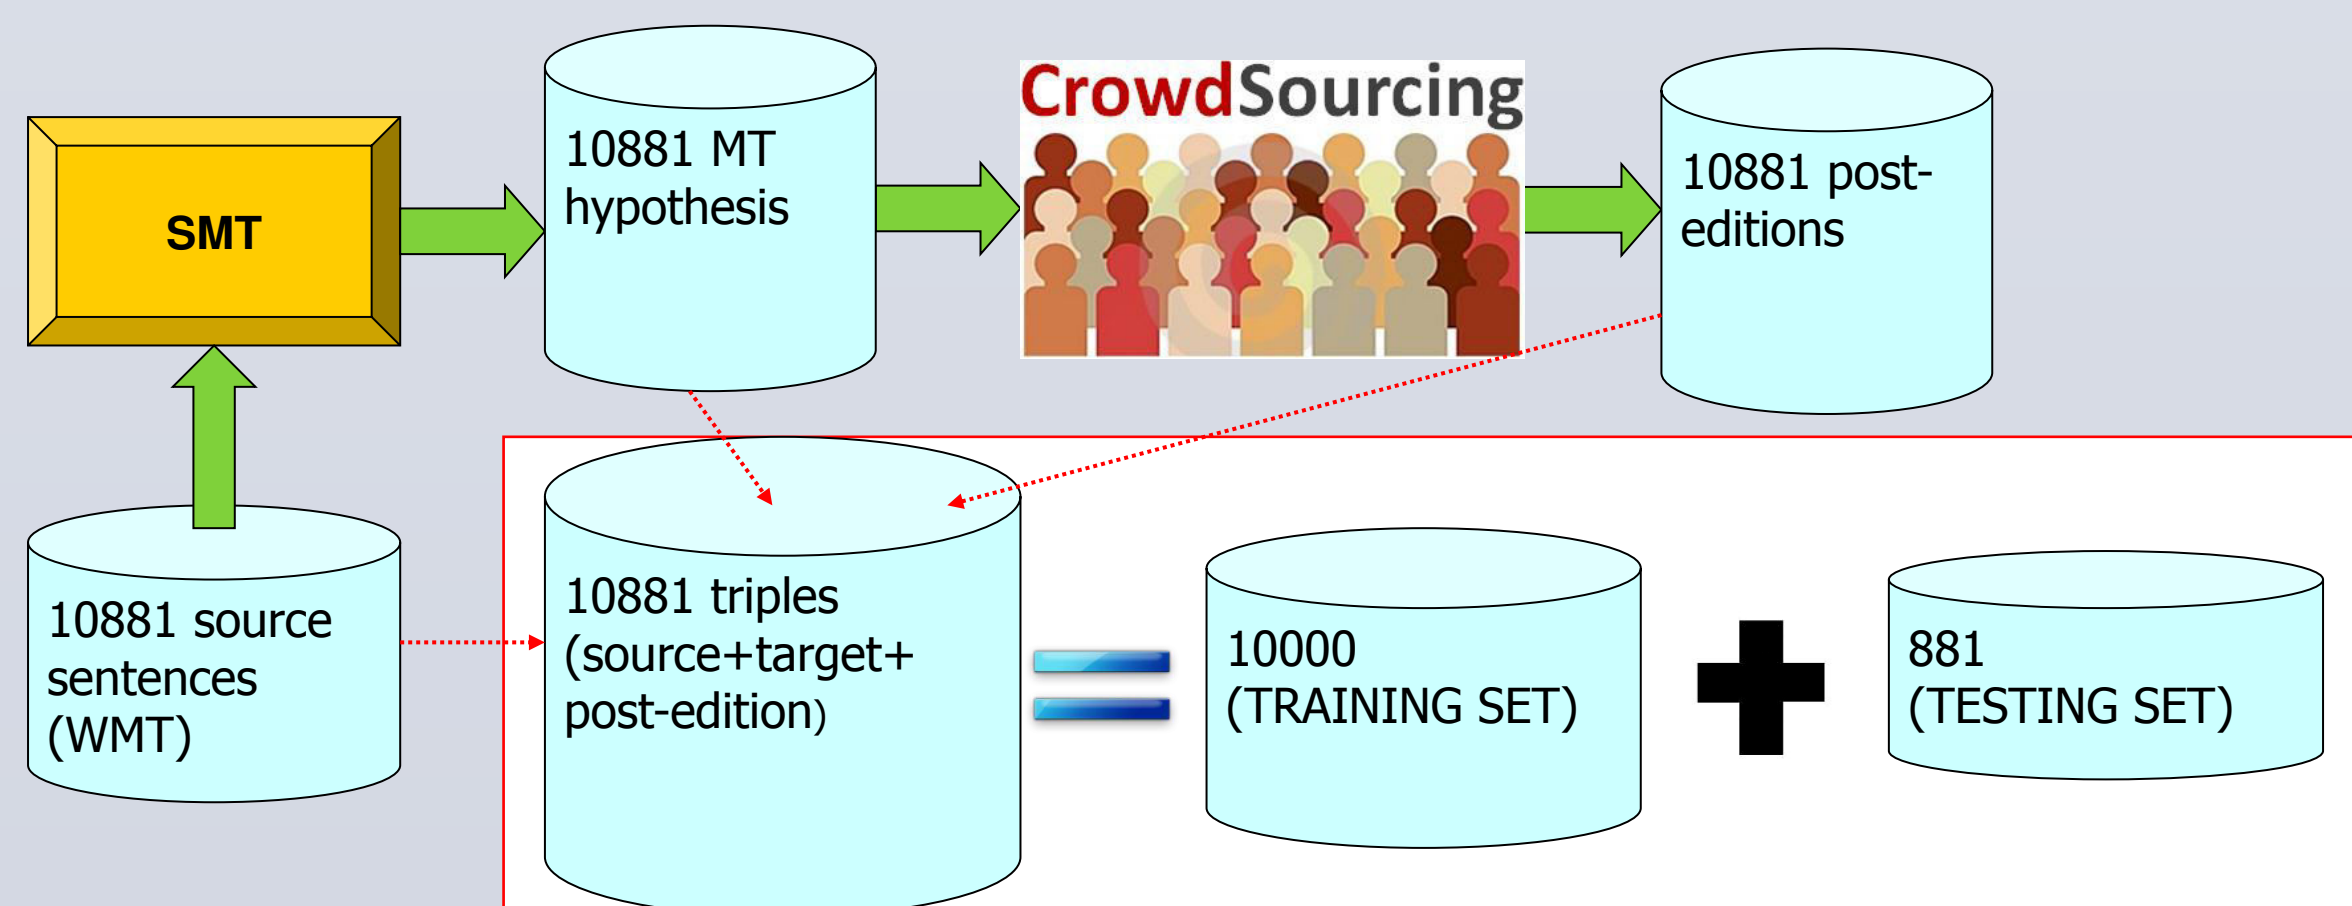 SMT
10881 MT
hypothesis
CrowdSourcing
10881 post-
editions
10881 source
sentences
(WMT)
10881 triples
(source+target+
post-edition)
10000
(TRAINING SET)
881
(TESTING SET)